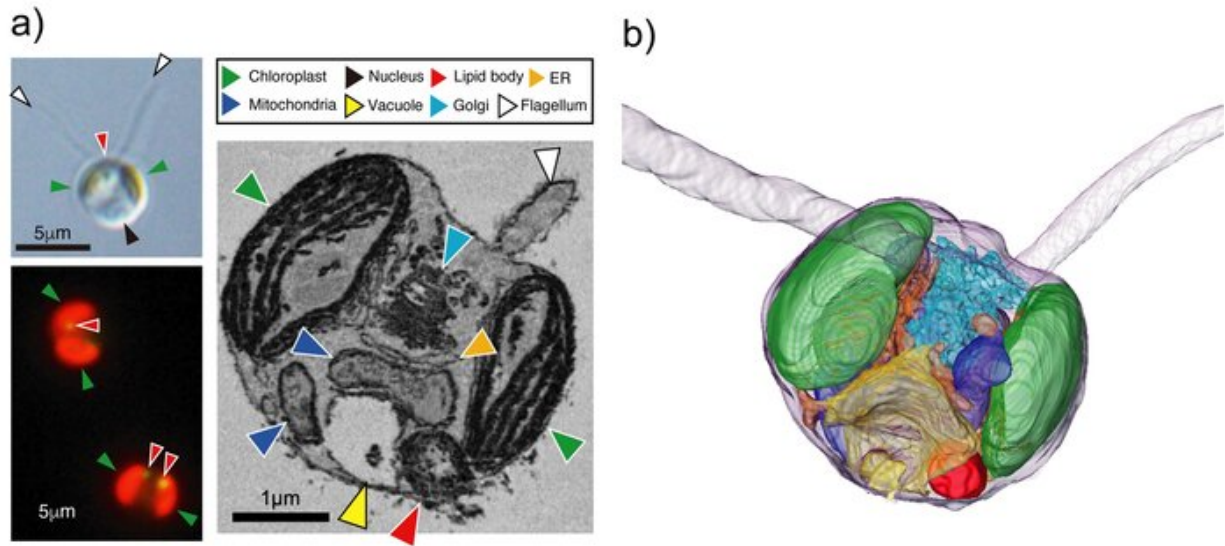 a)
b)
Chloroplast Nucleus Lipid body ER
Mitochondria Vacuole Golgi Flagellum
5μm
5μm
1μm